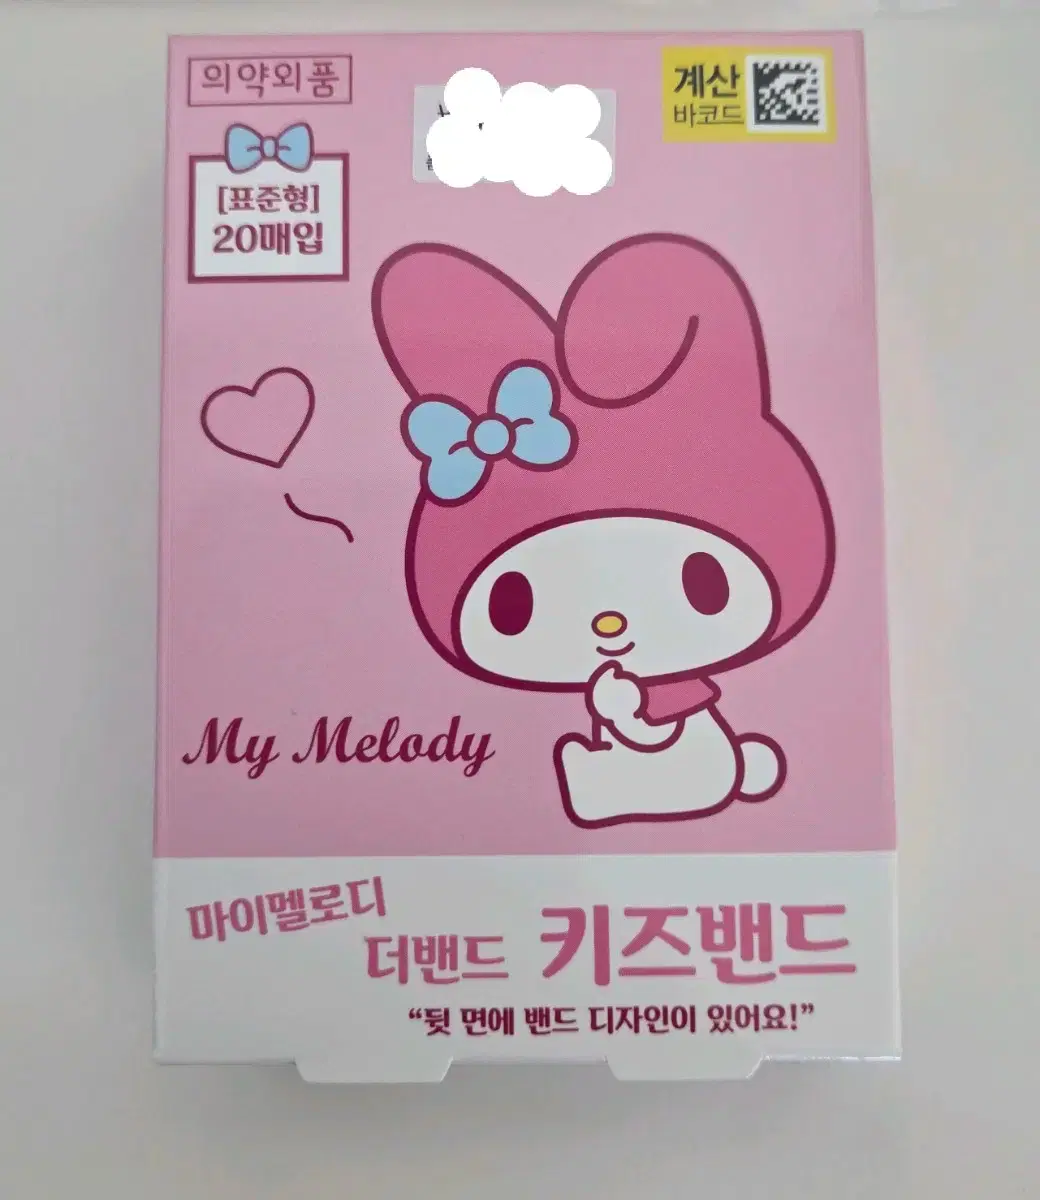 의약외품
계산
바코드
[표준형]
20매입
My Melody
마이멜로디
더밴드 키즈밴드
“뒷 면에 밴드 디자인이 있어요!”